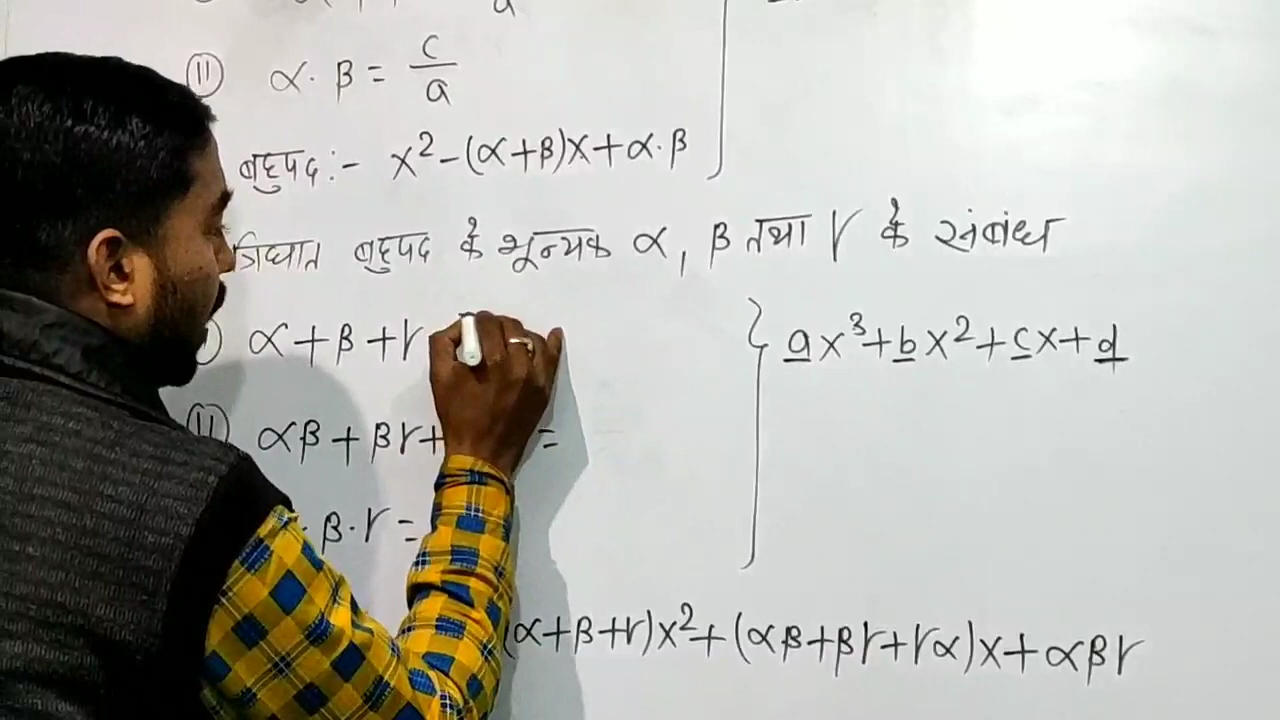 a
(ii) α·β = c/a
बहुपद :- x² - (α+β)x + α·β
त्रिघात बहुपद के शून्यक α, β तथा γ के संबंध
) α+β+γ
(ii) αβ+βγ+ =
· β·γ =
ax³+bx²+cx+d
(α+β+γ)x²+(αβ+βγ+γα)x+αβγ